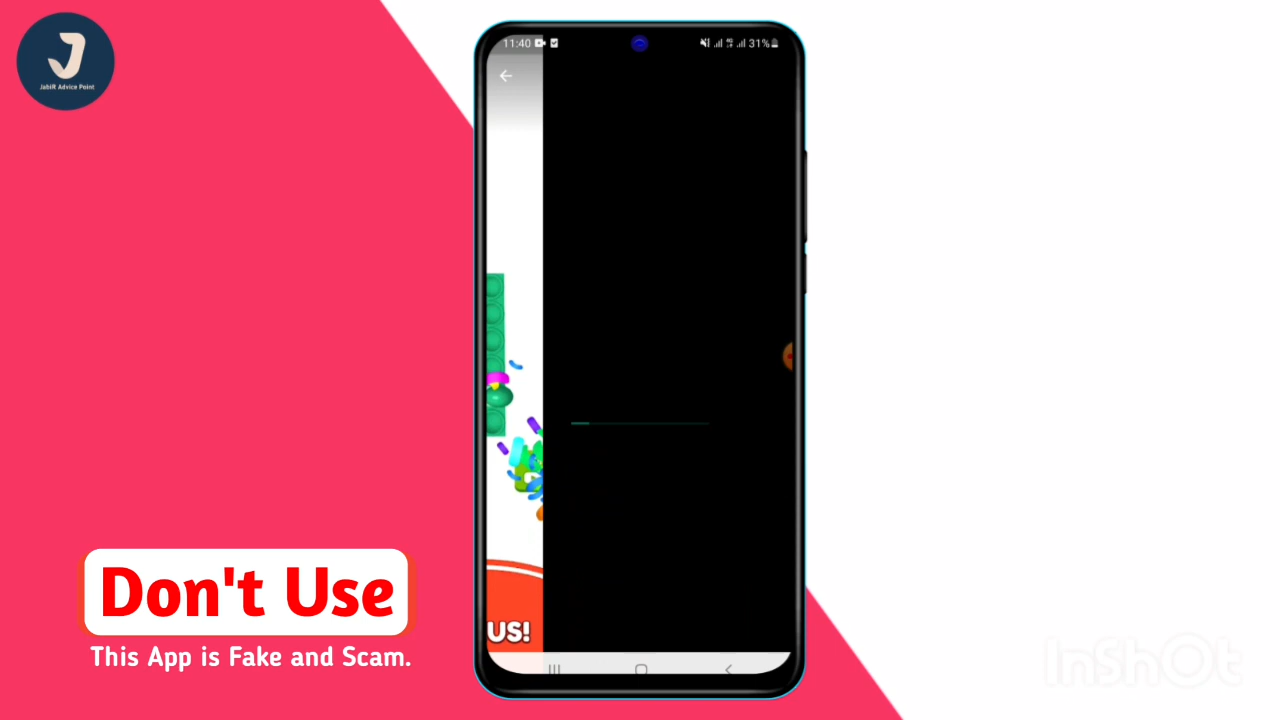 JabIR Advice Point
11:40
31%
US!
Don't Use
This App is Fake and Scam.
InShOt